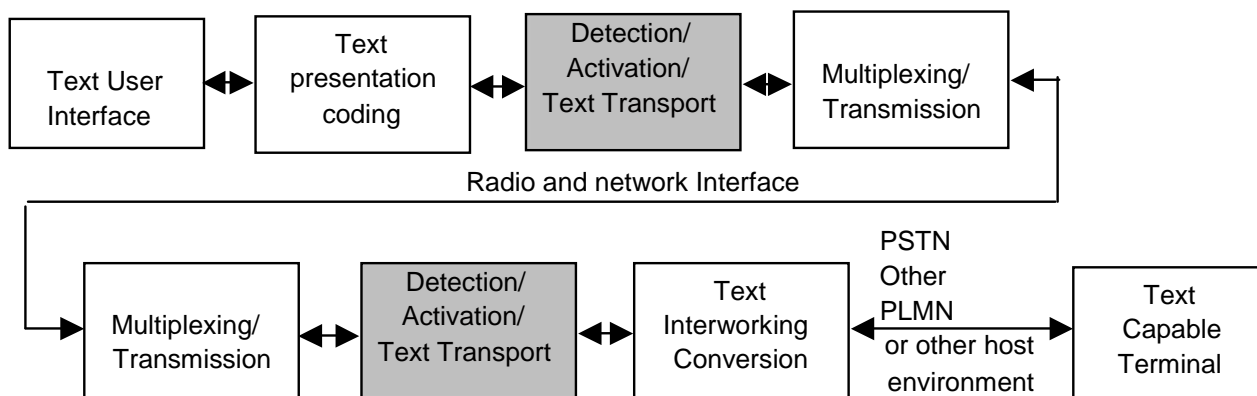 Text User
Interface
Text
presentation
coding
Detection/
Activation/
Text Transport
Multiplexing/
Transmission
Radio and network Interface
Multiplexing/
Transmission
Detection/
Activation/
Text Transport
Text
Interworking
Conversion
PSTN
Other
PLMN
or other host
environment
Text
Capable
Terminal